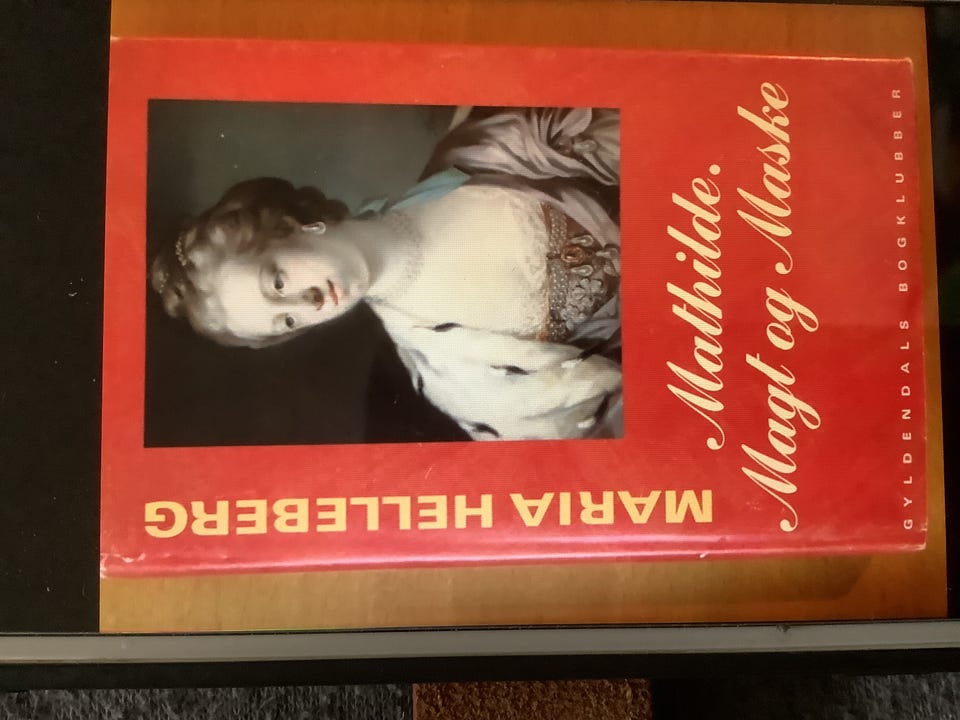 MARIA HELLEBERG
Mathilde.
Magt og Maske
GYLDENDALS BOGKLUBBER